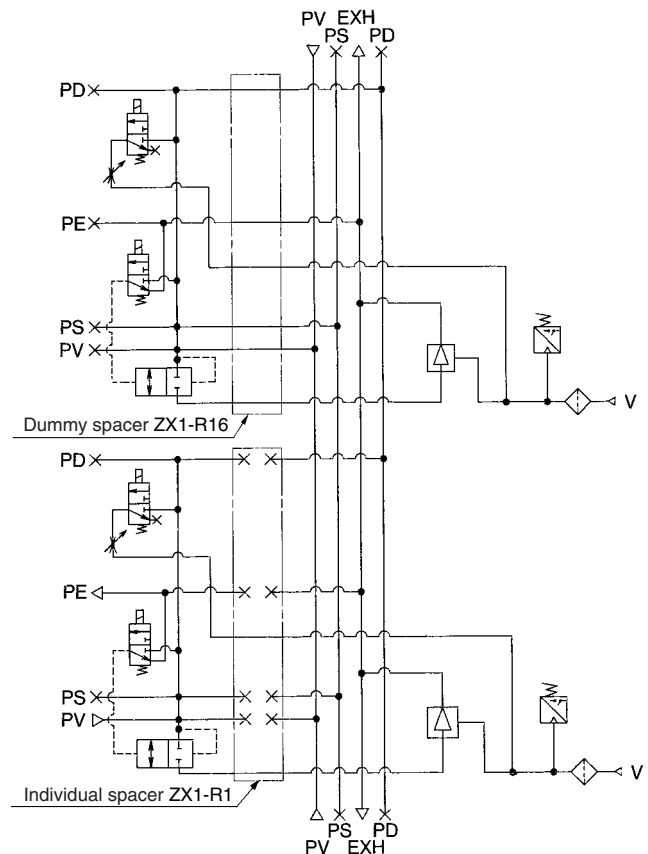 PV EXH
PS PD
PD
PE
PS
PV
V
Dummy spacer ZX1-R16
PD
PE
PS
PV
V
Individual spacer ZX1-R1
PS PD
PV EXH